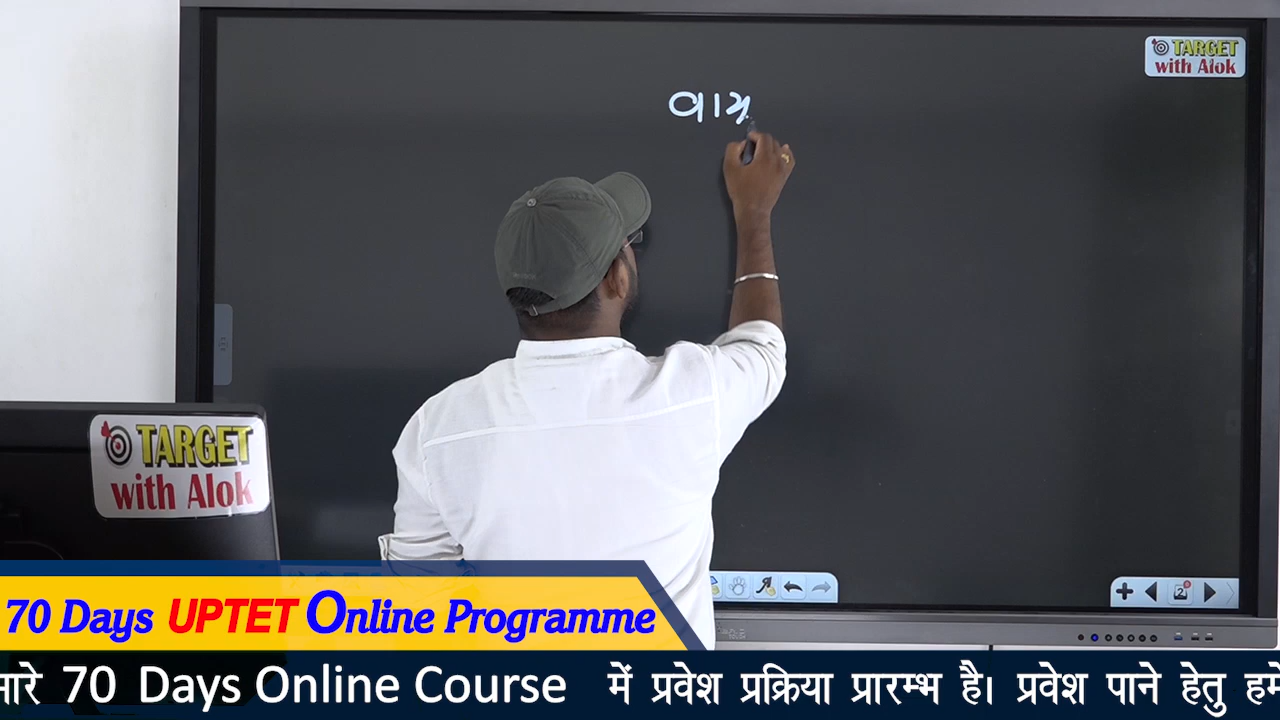 TARGET
with Alok
TARGET
with Alok
70 Days UPTET Online Programme
70 Days Online Course में प्रवेश प्रक्रिया प्रारम्भ है। प्रवेश पाने हेतु